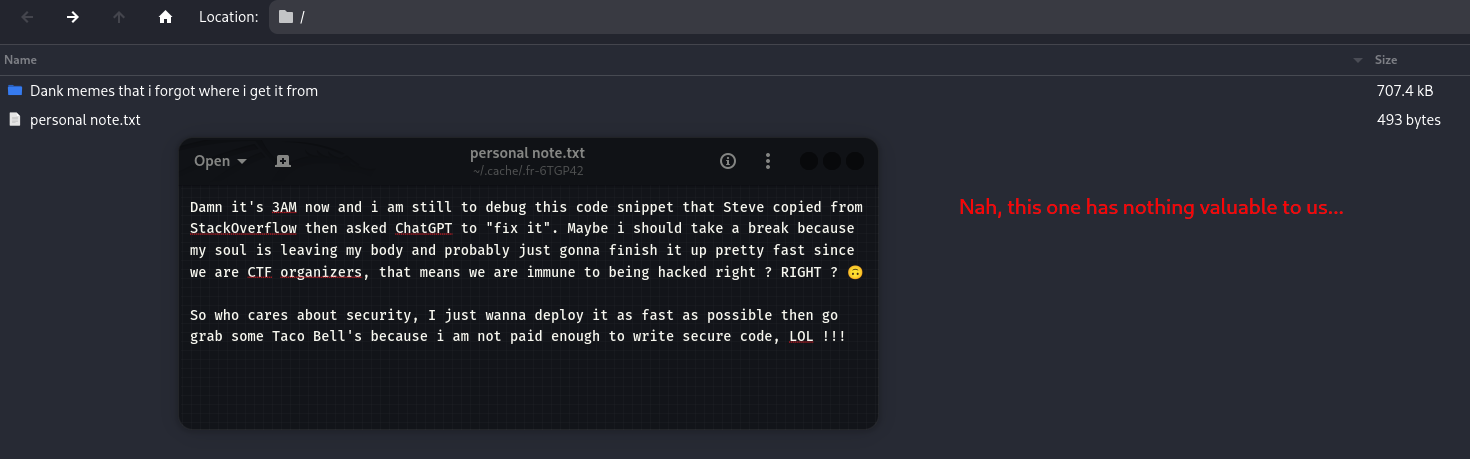 Location: /
Name Size
Dank memes that i forgot where i get it from 707.4 kB
personal note.txt 493 bytes
Open personal note.txt
~/.cache/.fr-6TGP42
Damn it's 3AM now and i am still to debug this code snippet that Steve copied from
StackOverflow then asked ChatGPT to "fix it". Maybe i should take a break because
my soul is leaving my body and probably just gonna finish it up pretty fast since
we are CTF organizers, that means we are immune to being hacked right ? RIGHT ? 🙃
So who cares about security, I just wanna deploy it as fast as possible then go
grab some Taco Bell's because i am not paid enough to write secure code, LOL !!!
Nah, this one has nothing valuable to us...